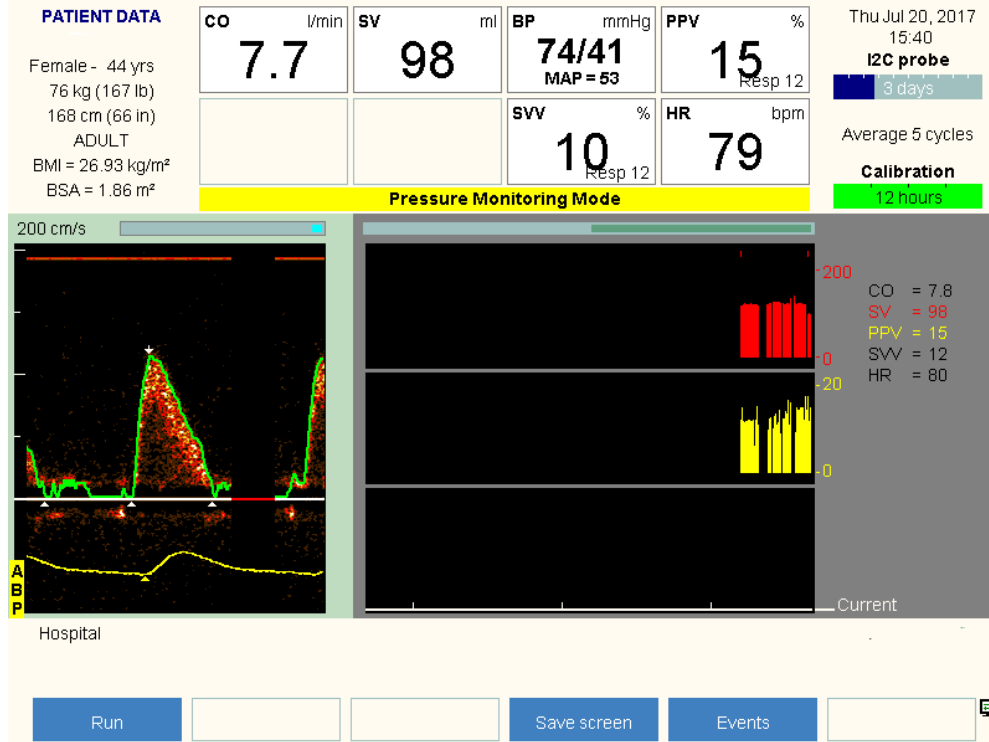 PATIENT DATA
Female - 44 yrs
76 kg (167 lb)
168 cm (66 in)
ADULT
BMI = 26.93 kg/m²
BSA = 1.86 m²
CO l/min
7.7
SV ml
98
BP mmHg
74/41
MAP = 53
PPV %
15
Resp 12
SVV %
10
Resp 12
HR bpm
79
Pressure Monitoring Mode
Thu Jul 20, 2017
15:40
I2C probe
3 days
Average 5 cycles
Calibration
12 hours
200 cm/s
A
B
P
200
0
20
0
Current
CO = 7.8
SV = 98
PPV = 15
SVV = 12
HR = 80
Hospital
Run
Save screen
Events